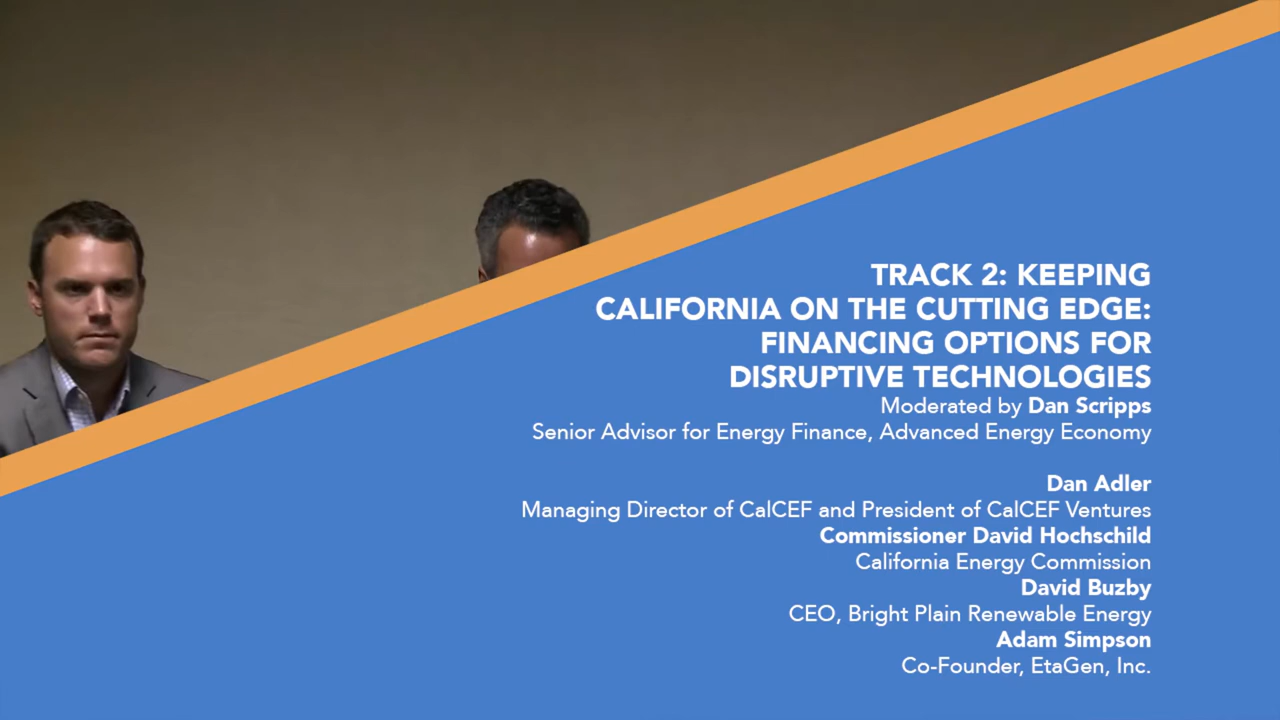 TRACK 2: KEEPING
CALIFORNIA ON THE CUTTING EDGE:
FINANCING OPTIONS FOR
DISRUPTIVE TECHNOLOGIES
Moderated by Dan Scripps
Senior Advisor for Energy Finance, Advanced Energy Economy
Dan Adler
Managing Director of CalCEF and President of CalCEF Ventures
Commissioner David Hochschild
California Energy Commission
David Buzby
CEO, Bright Plain Renewable Energy
Adam Simpson
Co-Founder, EtaGen, Inc.